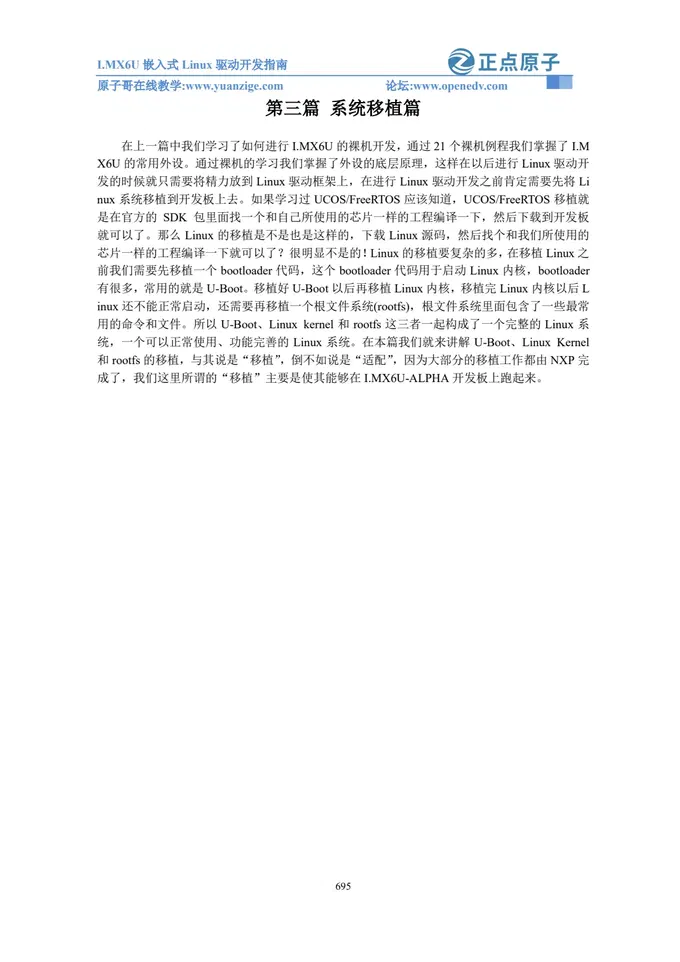 I.MX6U 嵌入式 Linux 驱动开发指南
正点原子
原子哥在线教学:www.yuanzige.com 论坛:www.openedv.com
第三篇 系统移植篇
在上一篇中我们学习了如何进行 I.MX6U 的裸机开发，通过 21 个裸机例程我们掌握了 I.M
X6U 的常用外设。通过裸机的学习我们掌握了外设的底层原理，这样在以后进行 Linux 驱动开
发的时候就只需要将精力放到 Linux 驱动框架上，在进行 Linux 驱动开发之前肯定需要先将 Li
nux 系统移植到开发板上去。如果学习过 UCOS/FreeRTOS 应该知道，UCOS/FreeRTOS 移植就
是在官方的 SDK 包里面找一个和自己所使用的芯片一样的工程编译一下，然后下载到开发板
就可以了。那么 Linux 的移植是不是也是这样的，下载 Linux 源码，然后找个和我们所使用的
芯片一样的工程编译一下就可以了？很明显不是的！Linux 的移植要复杂的多，在移植 Linux 之
前我们需要先移植一个 bootloader 代码，这个 bootloader 代码用于启动 Linux 内核，bootloader
有很多，常用的就是 U-Boot。移植好 U-Boot 以后再移植 Linux 内核，移植完 Linux 内核以后 L
inux 还不能正常启动，还需要再移植一个根文件系统(rootfs)，根文件系统里面包含了一些最常
用的命令和文件。所以 U-Boot、Linux kernel 和 rootfs 这三者一起构成了一个完整的 Linux 系
统，一个可以正常使用、功能完善的 Linux 系统。在本篇我们就来讲解 U-Boot、Linux Kernel
和 rootfs 的移植，与其说是“移植”，倒不如说是“适配”，因为大部分的移植工作都由 NXP 完
成了，我们这里所谓的“移植”主要是使其能够在 I.MX6U-ALPHA 开发板上跑起来。
695